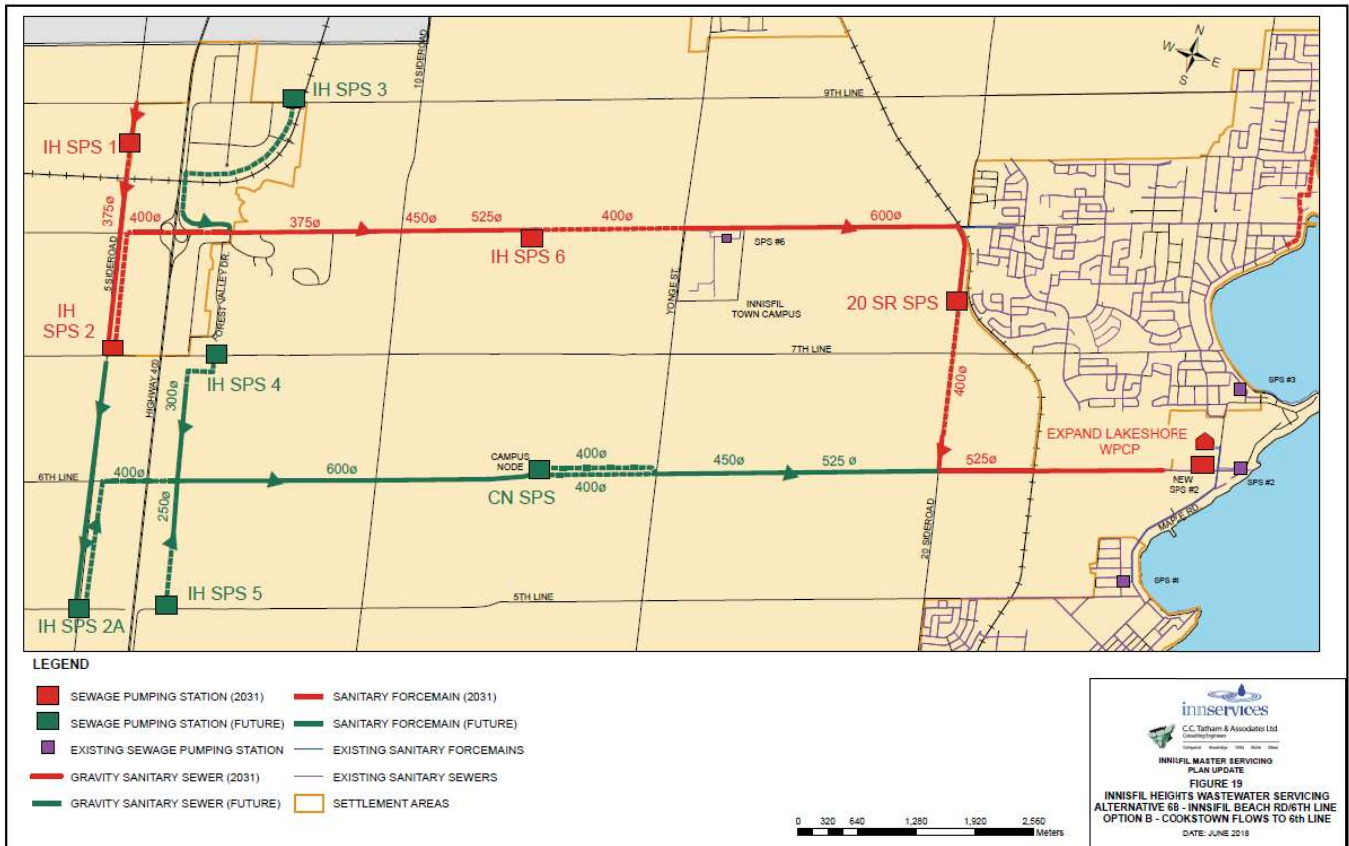 N
W
E
S
10 SIDEROAD
IH SPS 3
9TH LINE
IH SPS 1
375ø
400ø
375ø
450ø
525ø
400ø
600ø
5 SIDEROAD
IH SPS 6
SPS #6
FOREST VALLEY DR.
YONGE ST.
INNISFIL
TOWN CAMPUS
20 SR SPS
IH
SPS 2
7TH LINE
IH SPS 4
HIGHWAY 400
300ø
400ø
SPS #3
EXPAND LAKESHORE
WPCP
CAMPUS
NODE
400ø
6TH LINE
400ø
600ø
450ø
525 ø
525ø
CN SPS
400ø
NEW
SPS #2
SPS #2
250ø
MAPLE RD
20 SIDEROAD
SPS #1
IH SPS 2A
IH SPS 5
5TH LINE
LEGEND
SEWAGE PUMPING STATION (2031)
SANITARY FORCEMAIN (2031)
SEWAGE PUMPING STATION (FUTURE)
SANITARY FORCEMAIN (FUTURE)
EXISTING SEWAGE PUMPING STATION
EXISTING SANITARY FORCEMAINS
GRAVITY SANITARY SEWER (2031)
EXISTING SANITARY SEWERS
GRAVITY SANITARY SEWER (FUTURE)
SETTLEMENT AREAS
0 320 640 1,280 1,920 2,560
Meters
innservices
C.C. Tatham & Associates Ltd.
Consulting Engineers
INNISFIL MASTER SERVICING
PLAN UPDATE
FIGURE 19
INNISFIL HEIGHTS WASTEWATER SERVICING
ALTERNATIVE 6B - INNSIFIL BEACH RD/6TH LINE
OPTION B - COOKSTOWN FLOWS TO 6th LINE
DATE: JUNE 2018